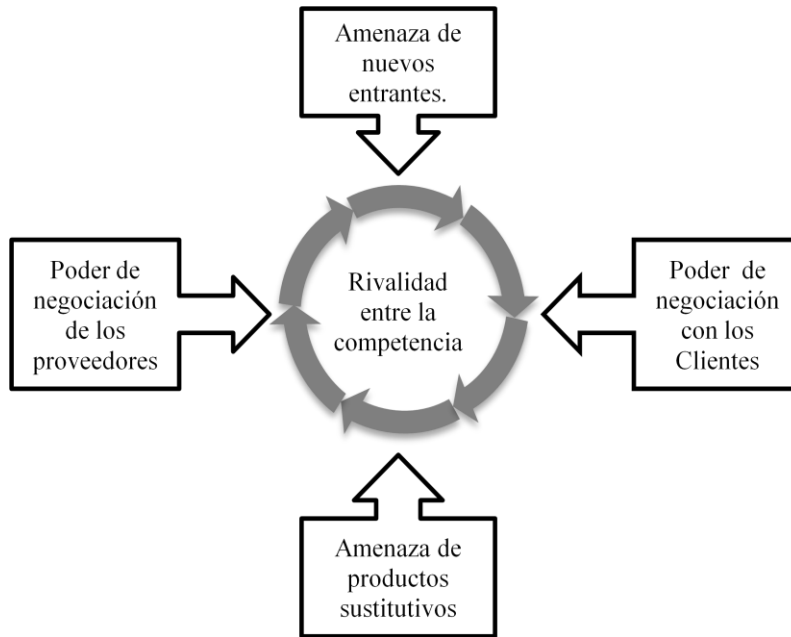 Amenaza de
nuevos
entrantes.
Poder de
negociación
de los
proveedores
Rivalidad
entre la
competencia
Poder de
negociación
con los
Clientes
Amenaza de
productos
sustitutivos